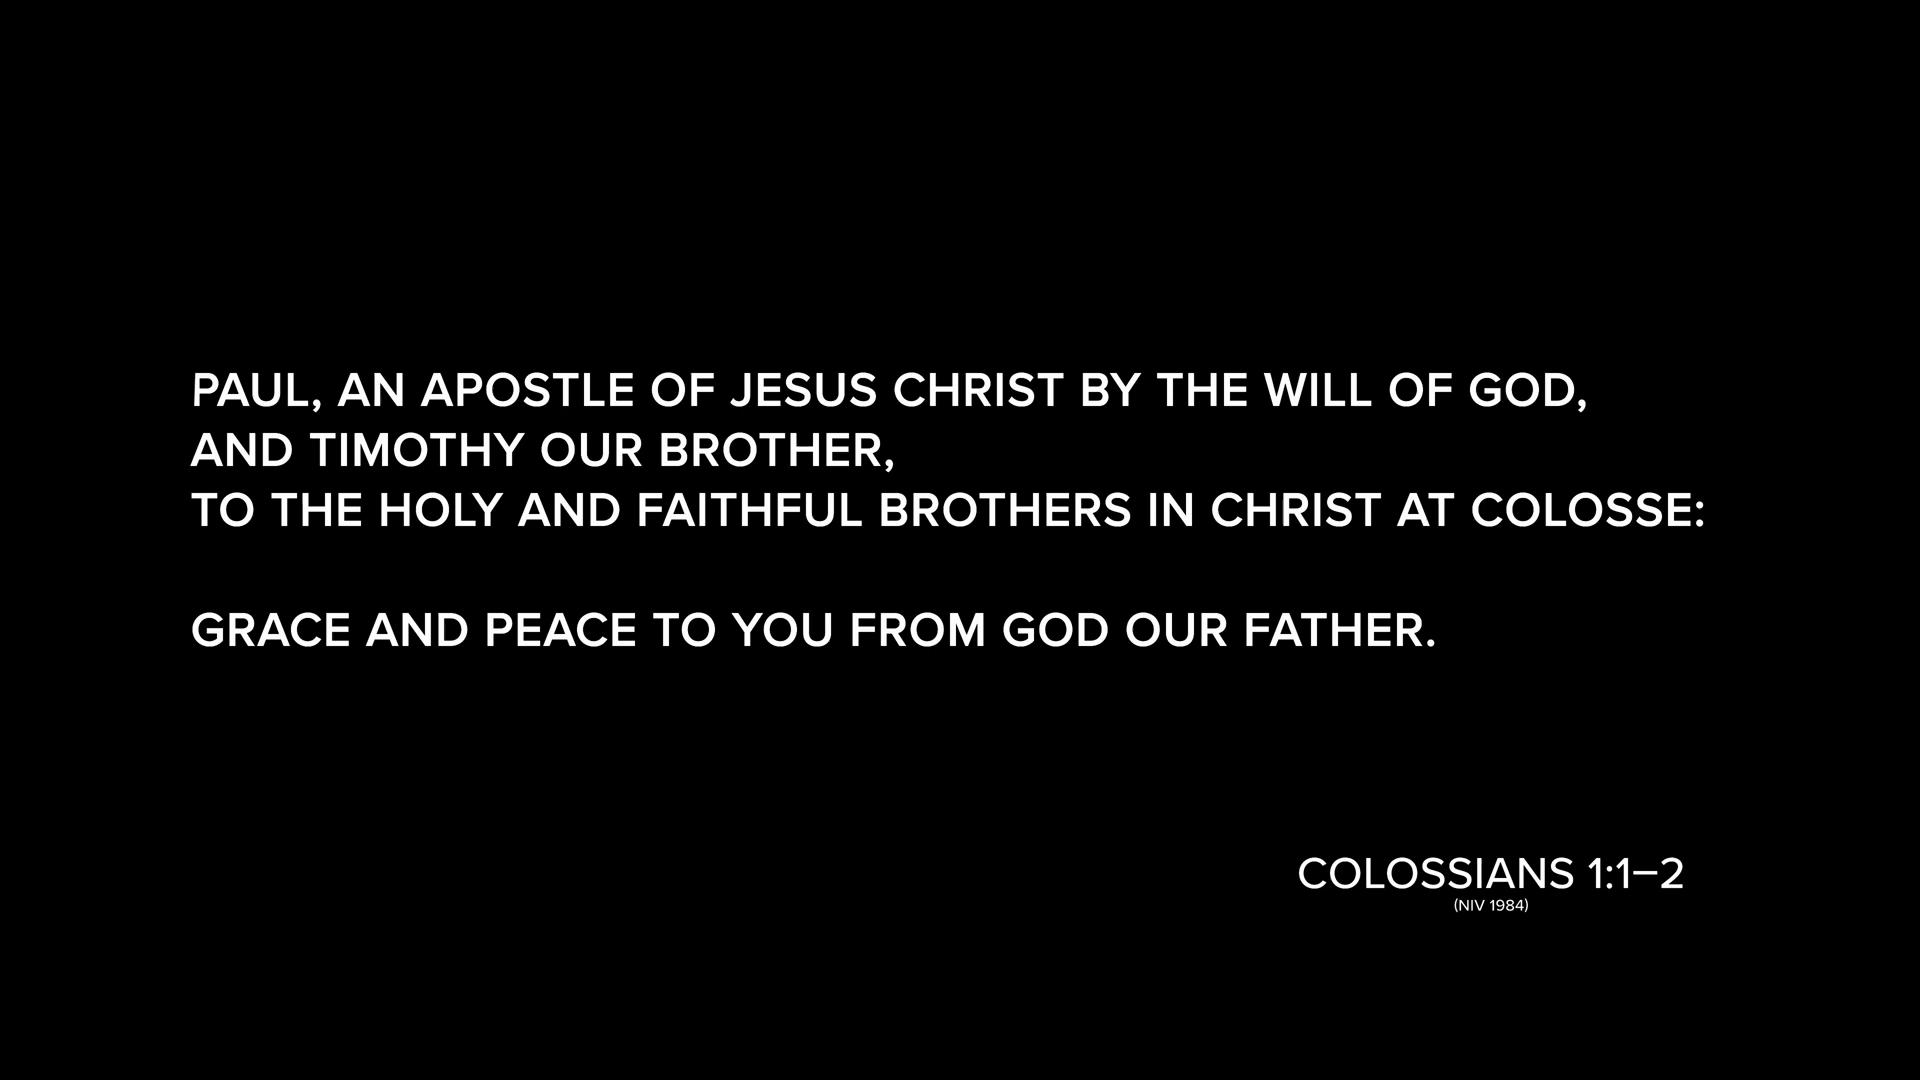 PAUL, AN APOSTLE OF JESUS CHRIST BY THE WILL OF GOD,
AND TIMOTHY OUR BROTHER,
TO THE HOLY AND FAITHFUL BROTHERS IN CHRIST AT COLOSSE:
GRACE AND PEACE TO YOU FROM GOD OUR FATHER.
COLOSSIANS 1:1–2
(NIV 1984)